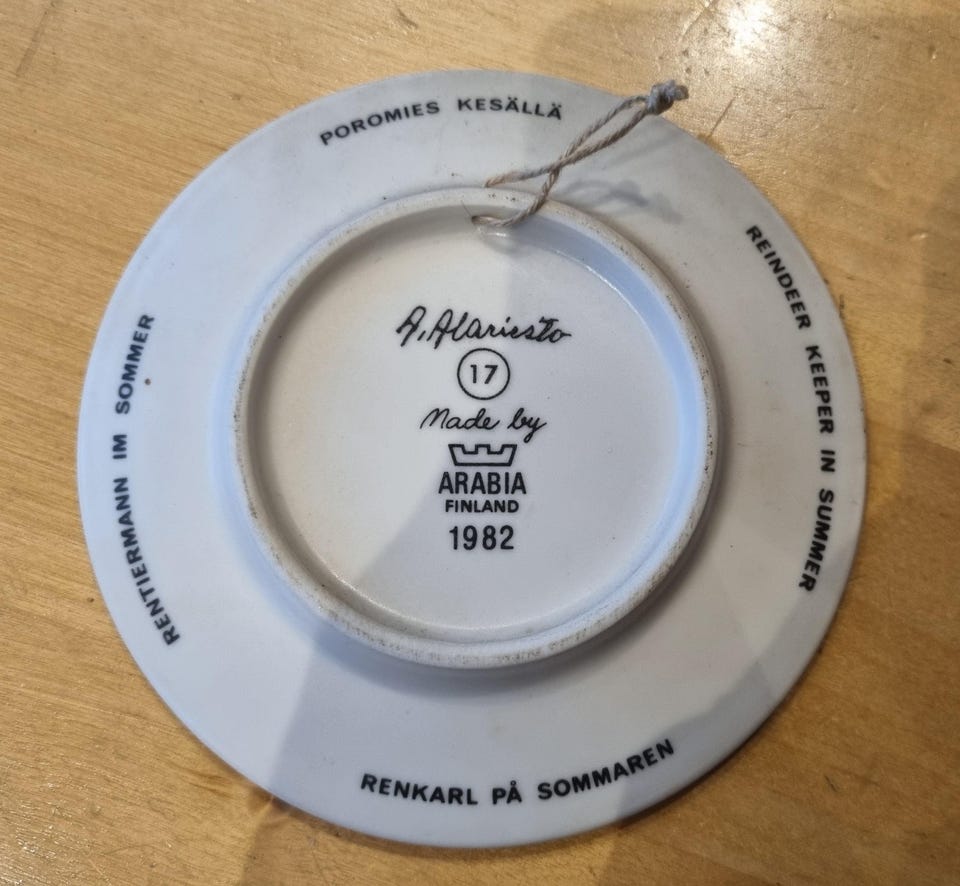 POROMIES KESÄLLÄ
REINDEER KEEPER IN SUMMER
RENKARL PÅ SOMMAREN
RENTIERMANN IM SOMMER
A. Alariesto
17
Made by
ARABIA
FINLAND
1982